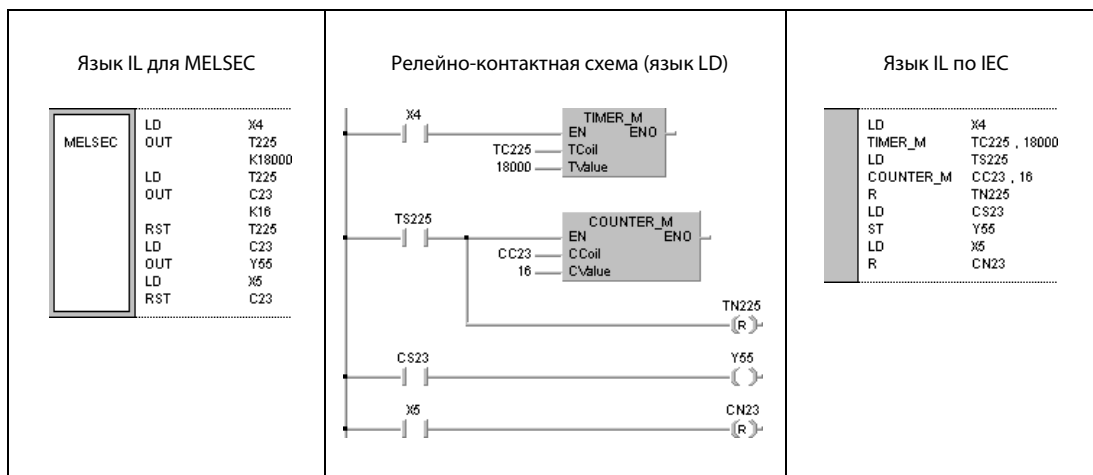 Язык IL для MELSEC
MELSEC
LD X4
OUT T225
K18000
LD T225
OUT C23
K16
RST T225
LD C23
OUT Y55
LD X5
RST C23
Релейно-контактная схема (язык LD)
X4
TIMER_M
EN ENO
TC225 TCoil
18000 TValue
TS225
COUNTER_M
EN ENO
CC23 CCoil
16 CValue
TN225
R
CS23 Y55
X5 CN23
R
Язык IL по IEC
LD X4
TIMER_M TC225 , 18000
LD TS225
COUNTER_M CC23 , 16
R TN225
LD CS23
ST Y55
LD X5
R CN23